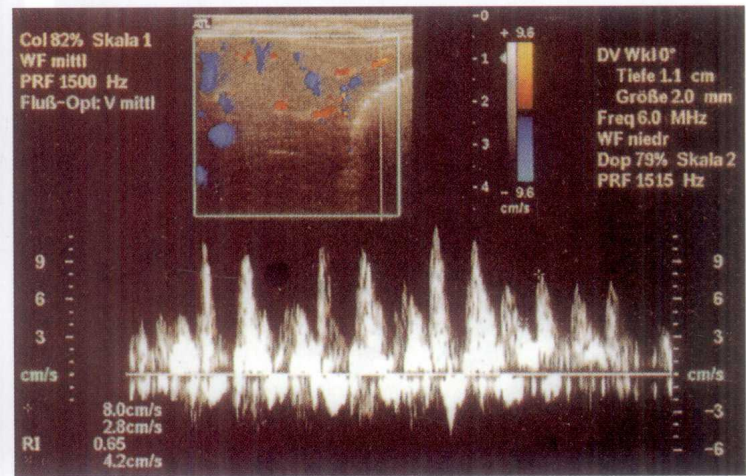 Col 82% Skala 1
WF mittl
PRF 1500 Hz
Fluß-Opt: V mittl
ATL
-0
-1
-2
-3
-4
+ 9.6
- 9.6
cm/s
DV Wkl 0°
Tiefe 1.1 cm
Größe 2.0 mm
Freq 6.0 MHz
WF niedr
Dop 79% Skala 2
PRF 1515 Hz
9
6
3
cm/s
9
6
3
cm/s
-3
-6
8.0cm/s
2.8cm/s
RI 0.65
4.2cm/s